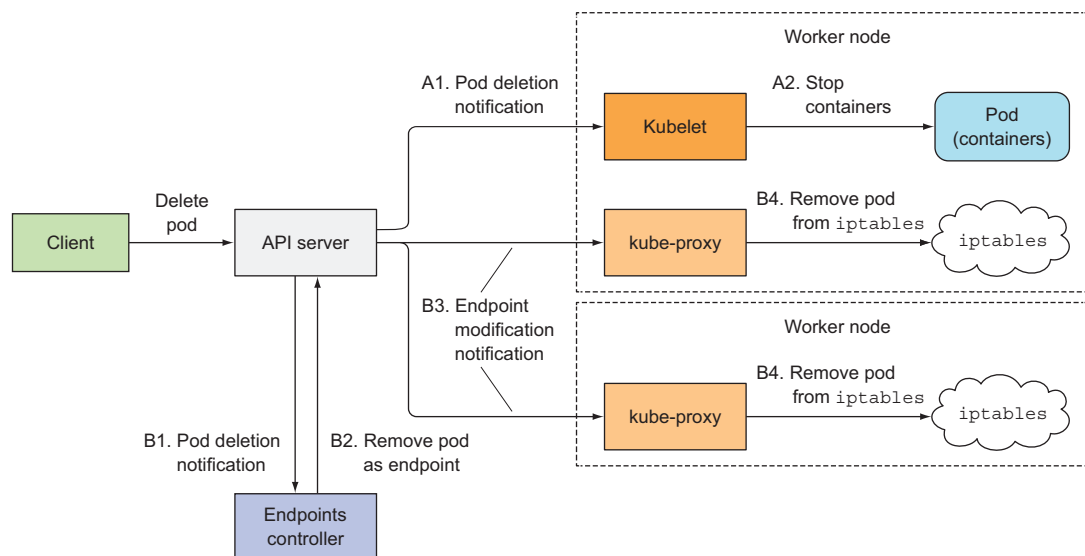 Worker node
A1. Pod deletion
notification
A2. Stop
containers
Kubelet
Pod
(containers)
Delete
pod
B4. Remove pod
from iptables
Client
API server
kube-proxy
iptables
B3. Endpoint
modification
notification
Worker node
B4. Remove pod
from iptables
kube-proxy
iptables
B1. Pod deletion
notification
B2. Remove pod
as endpoint
Endpoints
controller